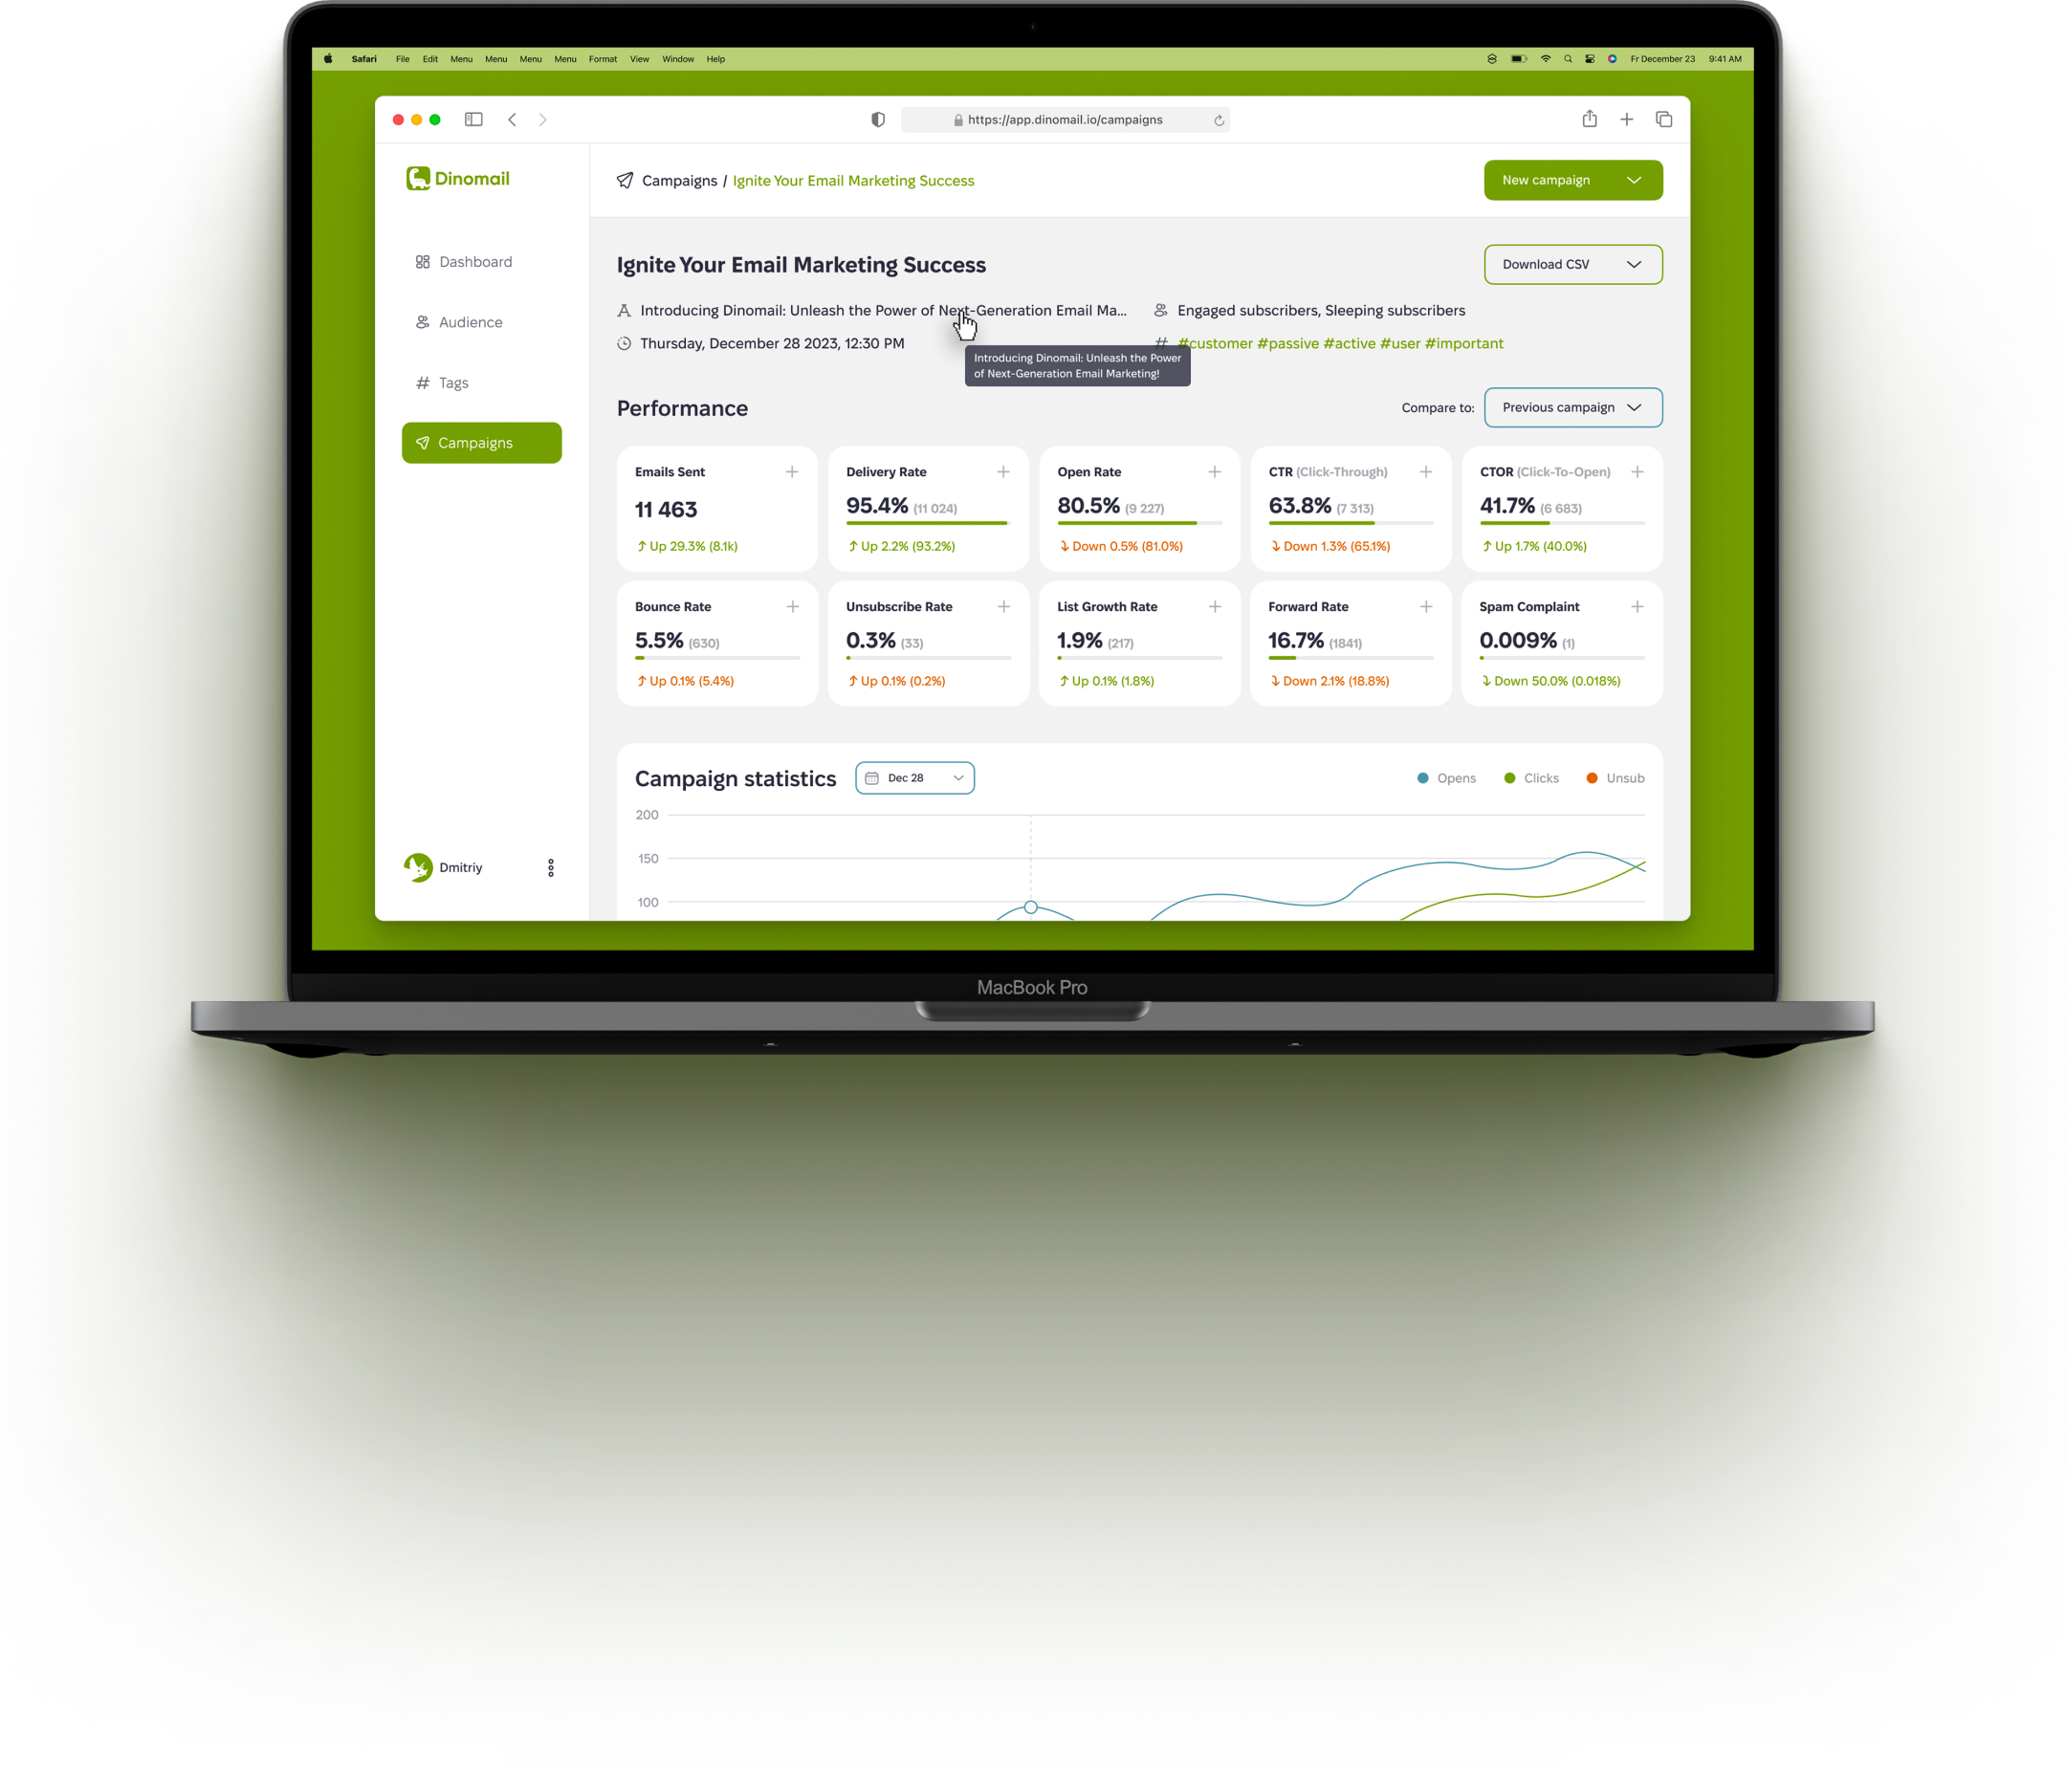 Safari File Edit Menu Menu Menu Menu Format View Window Help Fr December 23 9:41 AM
https://app.dinomail.io/campaigns
Dinomail
Campaigns / Ignite Your Email Marketing Success
New campaign
Dashboard
Audience
Tags
Campaigns
Dmitriy
Ignite Your Email Marketing Success
Download CSV
Introducing Dinomail: Unleash the Power of Next-Generation Email Ma...
Engaged subscribers, Sleeping subscribers
Thursday, December 28 2023, 12:30 PM
#customer #passive #active #user #important
Introducing Dinomail: Unleash the Power
of Next-Generation Email Marketing!
Performance
Compare to:
Previous campaign
Emails Sent
11 463
Up 29.3% (8.1k)
Delivery Rate
95.4% (11 024)
Up 2.2% (93.2%)
Open Rate
80.5% (9 227)
Down 0.5% (81.0%)
CTR (Click-Through)
63.8% (7 313)
Down 1.3% (65.1%)
CTOR (Click-To-Open)
41.7% (6 683)
Up 1.7% (40.0%)
Bounce Rate
5.5% (630)
Up 0.1% (5.4%)
Unsubscribe Rate
0.3% (33)
Up 0.1% (0.2%)
List Growth Rate
1.9% (217)
Up 0.1% (1.8%)
Forward Rate
16.7% (1841)
Down 2.1% (18.8%)
Spam Complaint
0.009% (1)
Down 50.0% (0.018%)
Campaign statistics
Dec 28
Opens Clicks Unsub
200
150
100
MacBook Pro